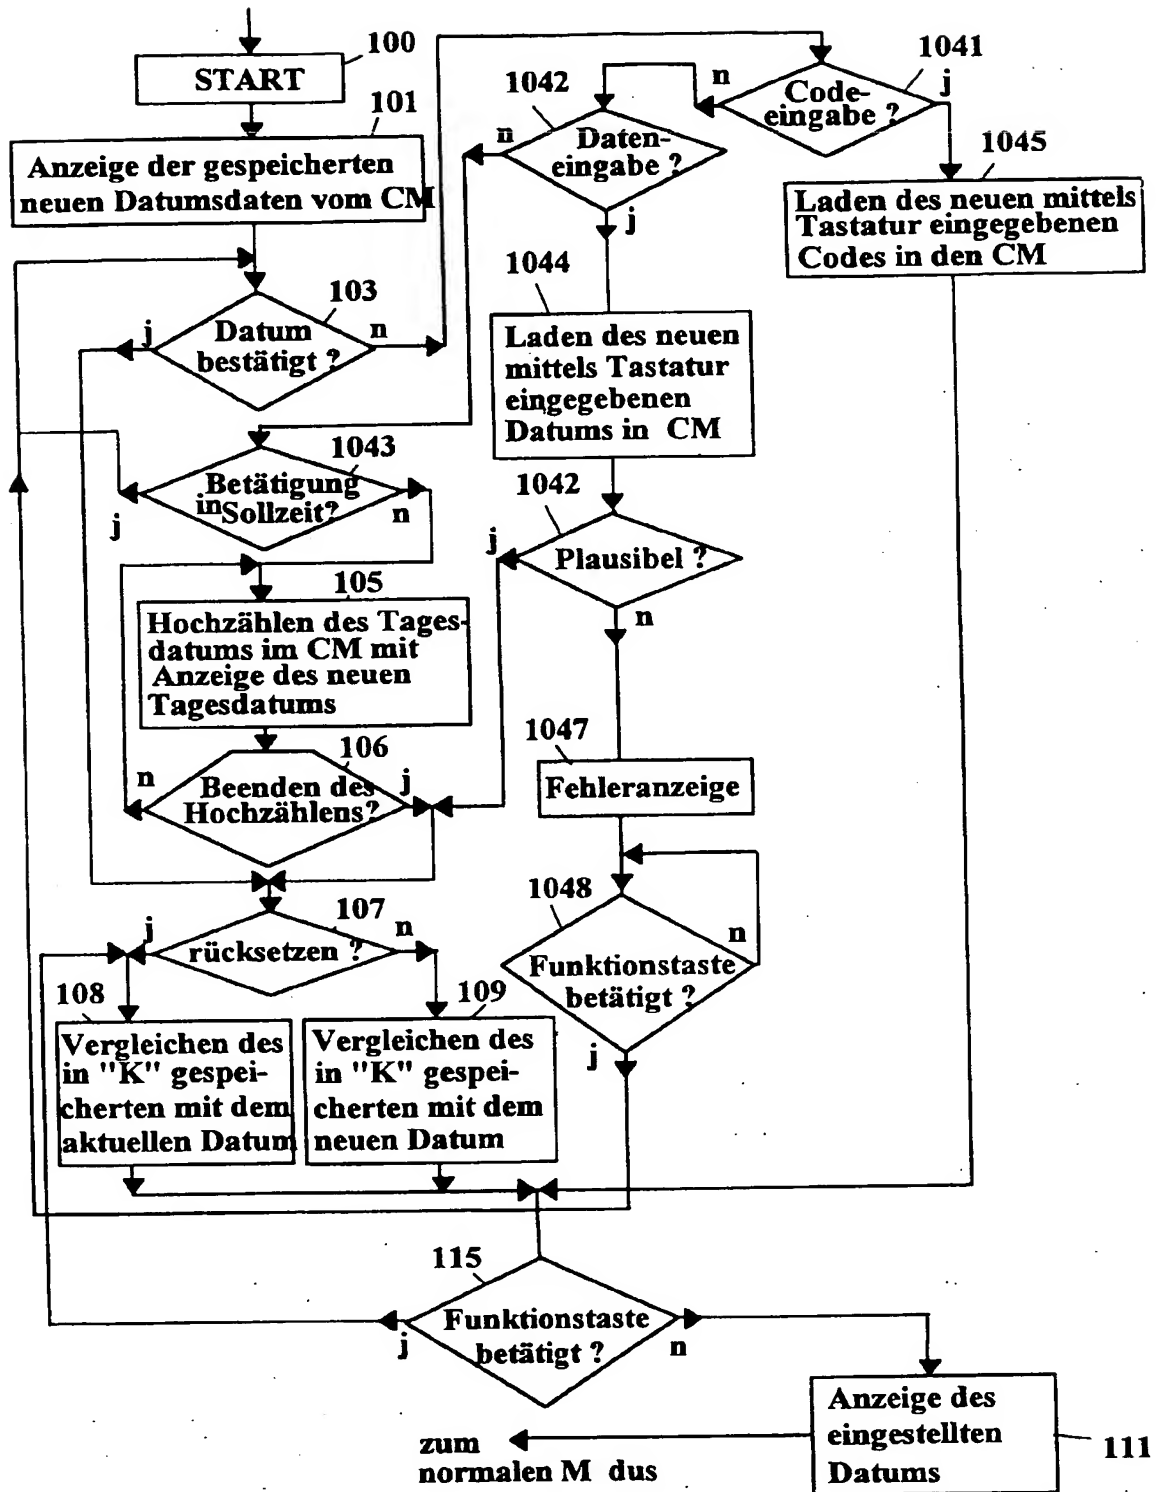 100
START
101
Anzeige der gespeicherten
neuen Datumsdaten vom CM
103
j
Datum
bestätigt ?
n
1041
n
Code-
eingabe ?
j
1042
n
Daten-
eingabe ?
j
1045
Laden des neuen mittels
Tastatur eingegebenen
Codes in den CM
1044
Laden des neuen
mittels Tastatur
eingegebenen
Datums in CM
1043
Betätigung
in Sollzeit?
j
n
1042
j
Plausibel ?
n
105
Hochzählen des Tages-
datums im CM mit
Anzeige des neuen
Tagesdatums
106
n
Beenden des
Hochzählens?
j
1047
Fehleranzeige
1048
n
Funktionstaste
betätigt ?
j
107
j
rücksetzen ?
n
108
Vergleichen des
in "K" gespei-
cherten mit dem
aktuellen Datum
109
Vergleichen des
in "K" gespei-
cherten mit dem
neuen Datum
115
Funktionstaste
betätigt ?
j
n
Anzeige des
eingestellten
Datums
111
zum
normalen M dus